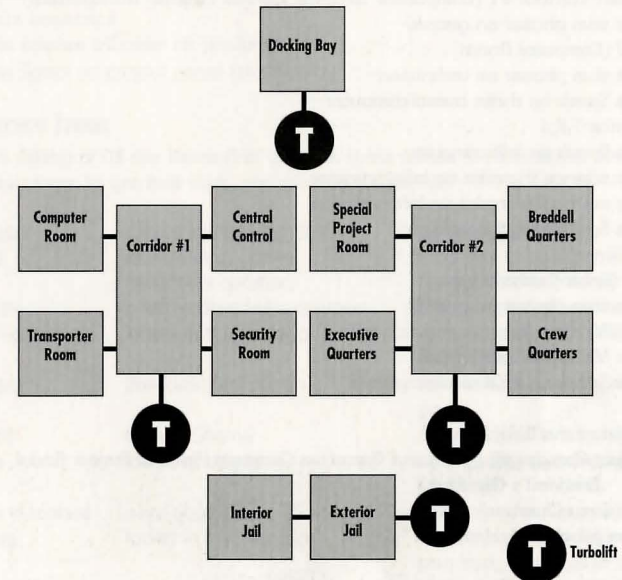 Docking Bay
T
Computer
Room
Corridor #1
Central
Control
Special
Project
Room
Corridor #2
Breddell
Quarters
Transporter
Room
Security
Room
Executive
Quarters
Crew
Quarters
T
T
Interior
Jail
Exterior
Jail
T
T
Turbolift